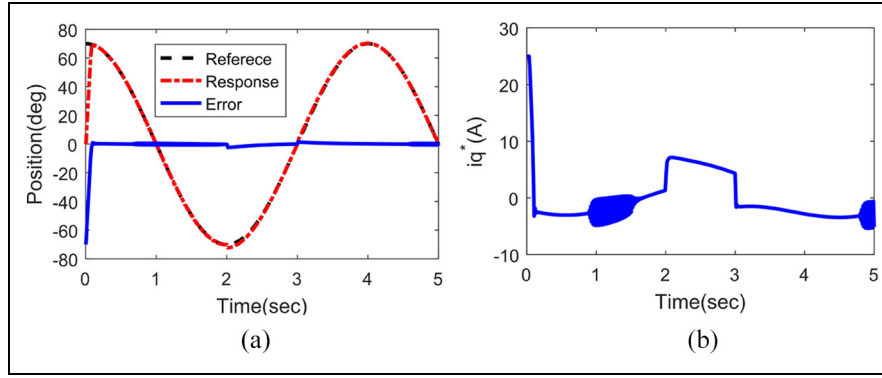 80
60
40
20
0
-20
-40
-60
-80
Position(deg)
Referece
Response
Error
0 1 2 3 4 5
Time(sec)
(a)
30
20
10
0
-10
iq*(A)
0 1 2 3 4 5
Time(sec)
(b)